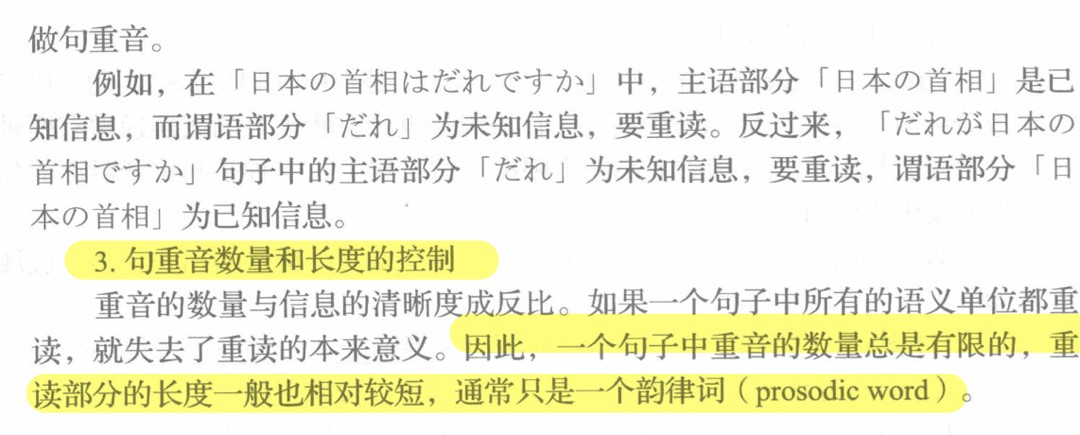 做句重音。
例如，在「日本の首相はだれですか」中，主语部分「日本の首相」是已
知信息，而谓语部分「だれ」为未知信息，要重读。反过来，「だれが日本の
首相ですか」句子中的主语部分「だれ」为未知信息，要重读，谓语部分「日
本の首相」为已知信息。
3. 句重音数量和长度的控制
重音的数量与信息的清晰度成反比。如果一个句子中所有的语义单位都重
读，就失去了重读的本来意义。因此，一个句子中重音的数量总是有限的，重
读部分的长度一般也相对较短，通常只是一个韵律词（prosodic word）。